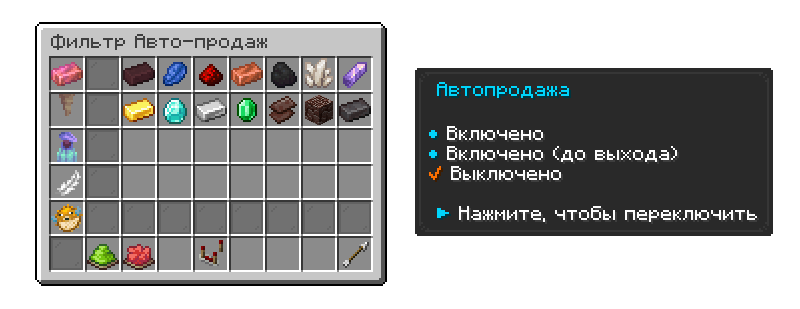 Фильтр Авто-продаж
Автопродажа
Включено
Включено (до выхода)
Выключено
Нажмите, чтобы переключить